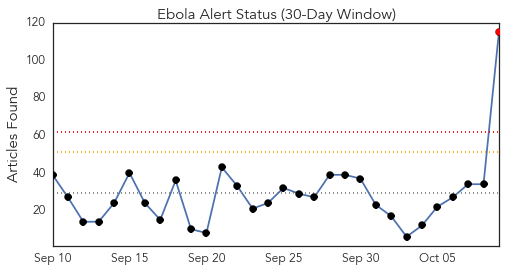 Ebola Alert Status (30-Day Window)
Articles Found
120
100
80
60
40
20
Sep 10 Sep 15 Sep 20 Sep 25 Sep 30 Oct 05